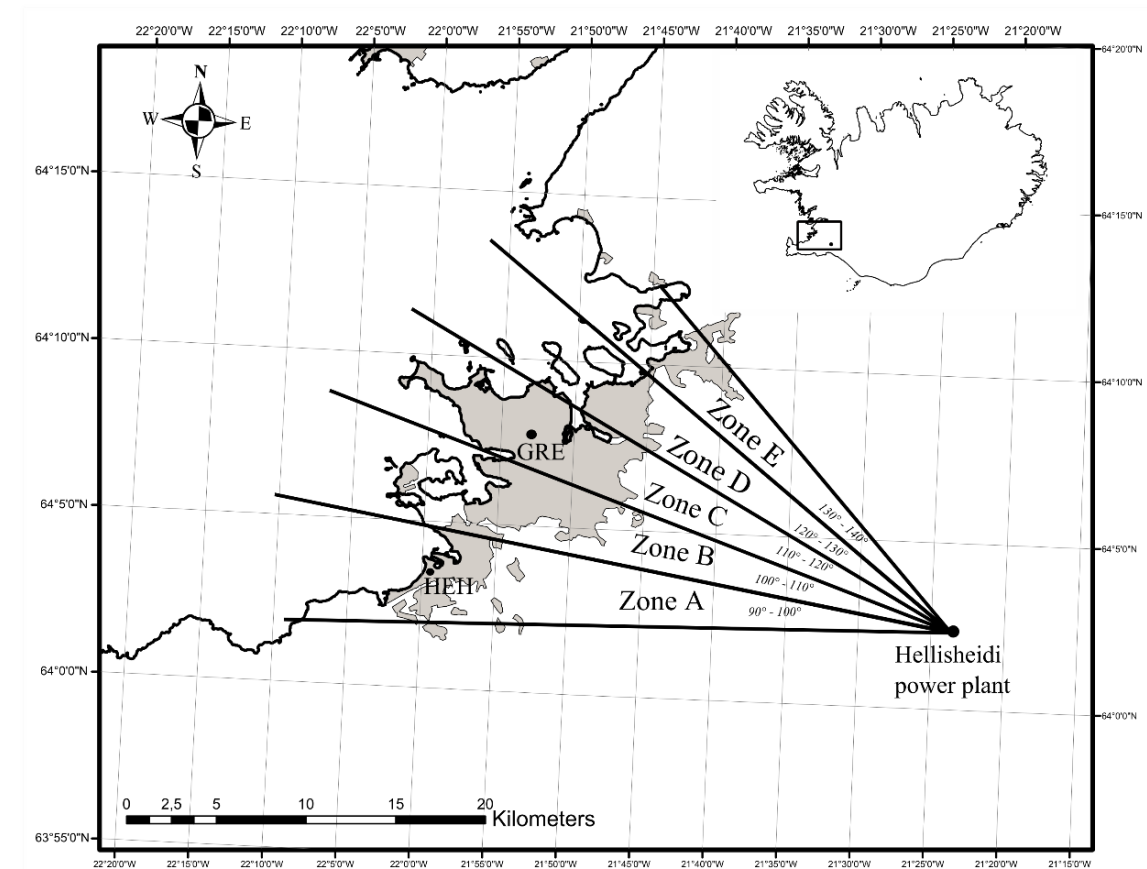 22°20'0"W 22°15'0"W 22°10'0"W 22°5'0"W 22°0'0"W 21°55'0"W 21°50'0"W 21°45'0"W 21°40'0"W 21°35'0"W 21°30'0"W 21°25'0"W 21°20'0"W
64°20'0"N
N
W E
S
64°15'0"N
64°15'0"N
64°10'0"N
64°10'0"N
Zone E
GRE
Zone D
Zone C
130° - 140°
64°5'0"N
120° - 130°
64°5'0"N
Zone B
110° - 120°
HEH
100° - 110°
Zone A
90° - 100°
Hellisheidi
power plant
64°0'0"N
64°0'0"N
0 2,5 5 10 15 20
Kilometers
63°55'0"N
22°20'0"W 22°15'0"W 22°10'0"W 22°5'0"W 22°0'0"W 21°55'0"W 21°50'0"W 21°45'0"W 21°40'0"W 21°35'0"W 21°30'0"W 21°25'0"W 21°20'0"W 21°15'0"W